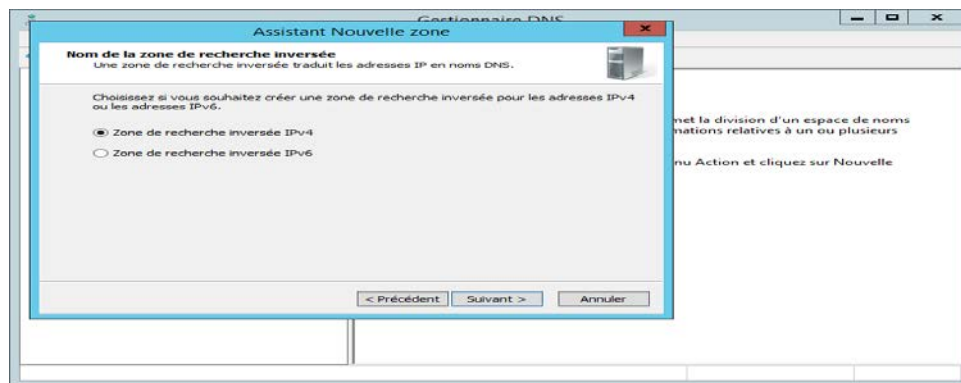 Gestionnaire DNS
Assistant Nouvelle zone
Nom de la zone de recherche inversée
Une zone de recherche inversée traduit les adresses IP en noms DNS.
Choisissez si vous souhaitez créer une zone de recherche inversée pour les adresses IPv4
ou les adresses IPv6.
Zone de recherche inversée IPv4
Zone de recherche inversée IPv6
< Précédent
Suivant >
Annuler
met la division d'un espace de noms
mations relatives à un ou plusieurs
nu Action et cliquez sur Nouvelle